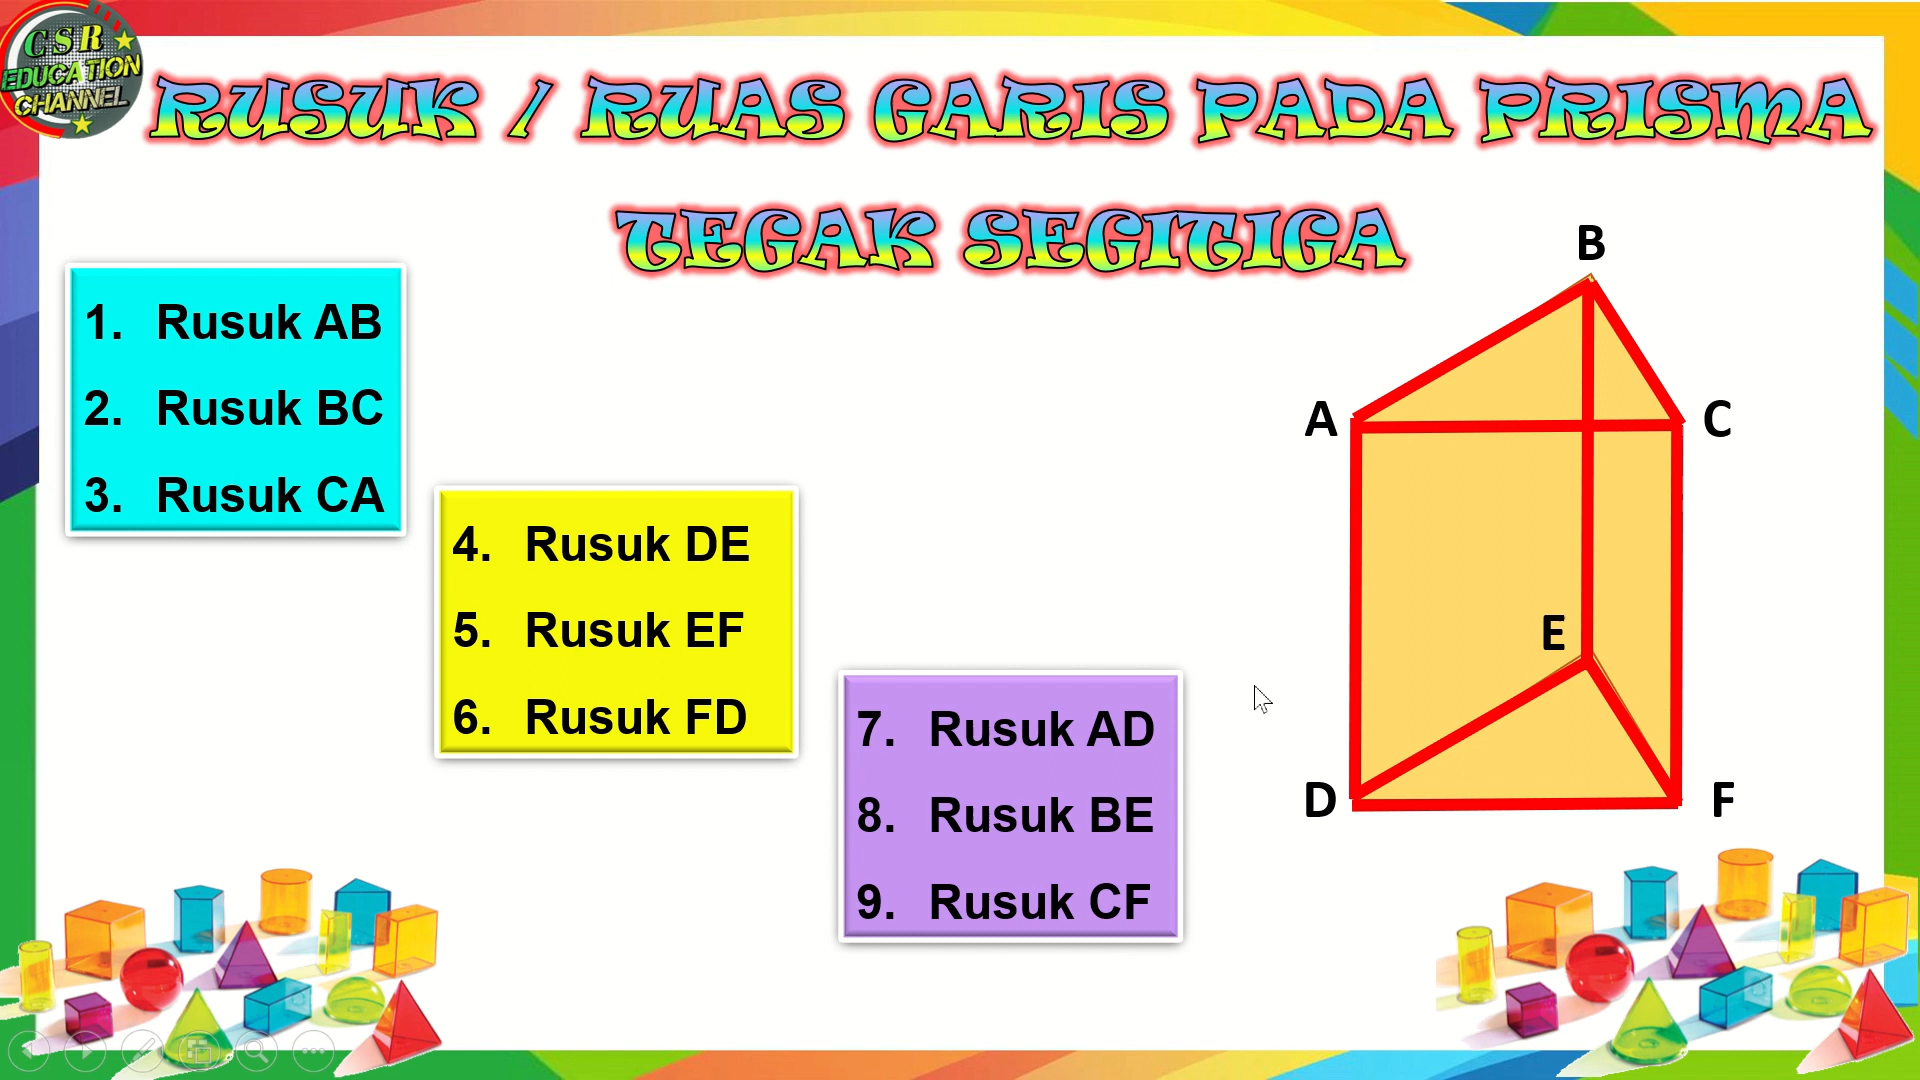 CSR
EDUCATION
CHANNEL
RUSUK / RUAS GARIS PADA PRISMA
TEGAK SEGITIGA
1. Rusuk AB
2. Rusuk BC
3. Rusuk CA
4. Rusuk DE
5. Rusuk EF
6. Rusuk FD
7. Rusuk AD
8. Rusuk BE
9. Rusuk CF
B
A
C
E
D
F